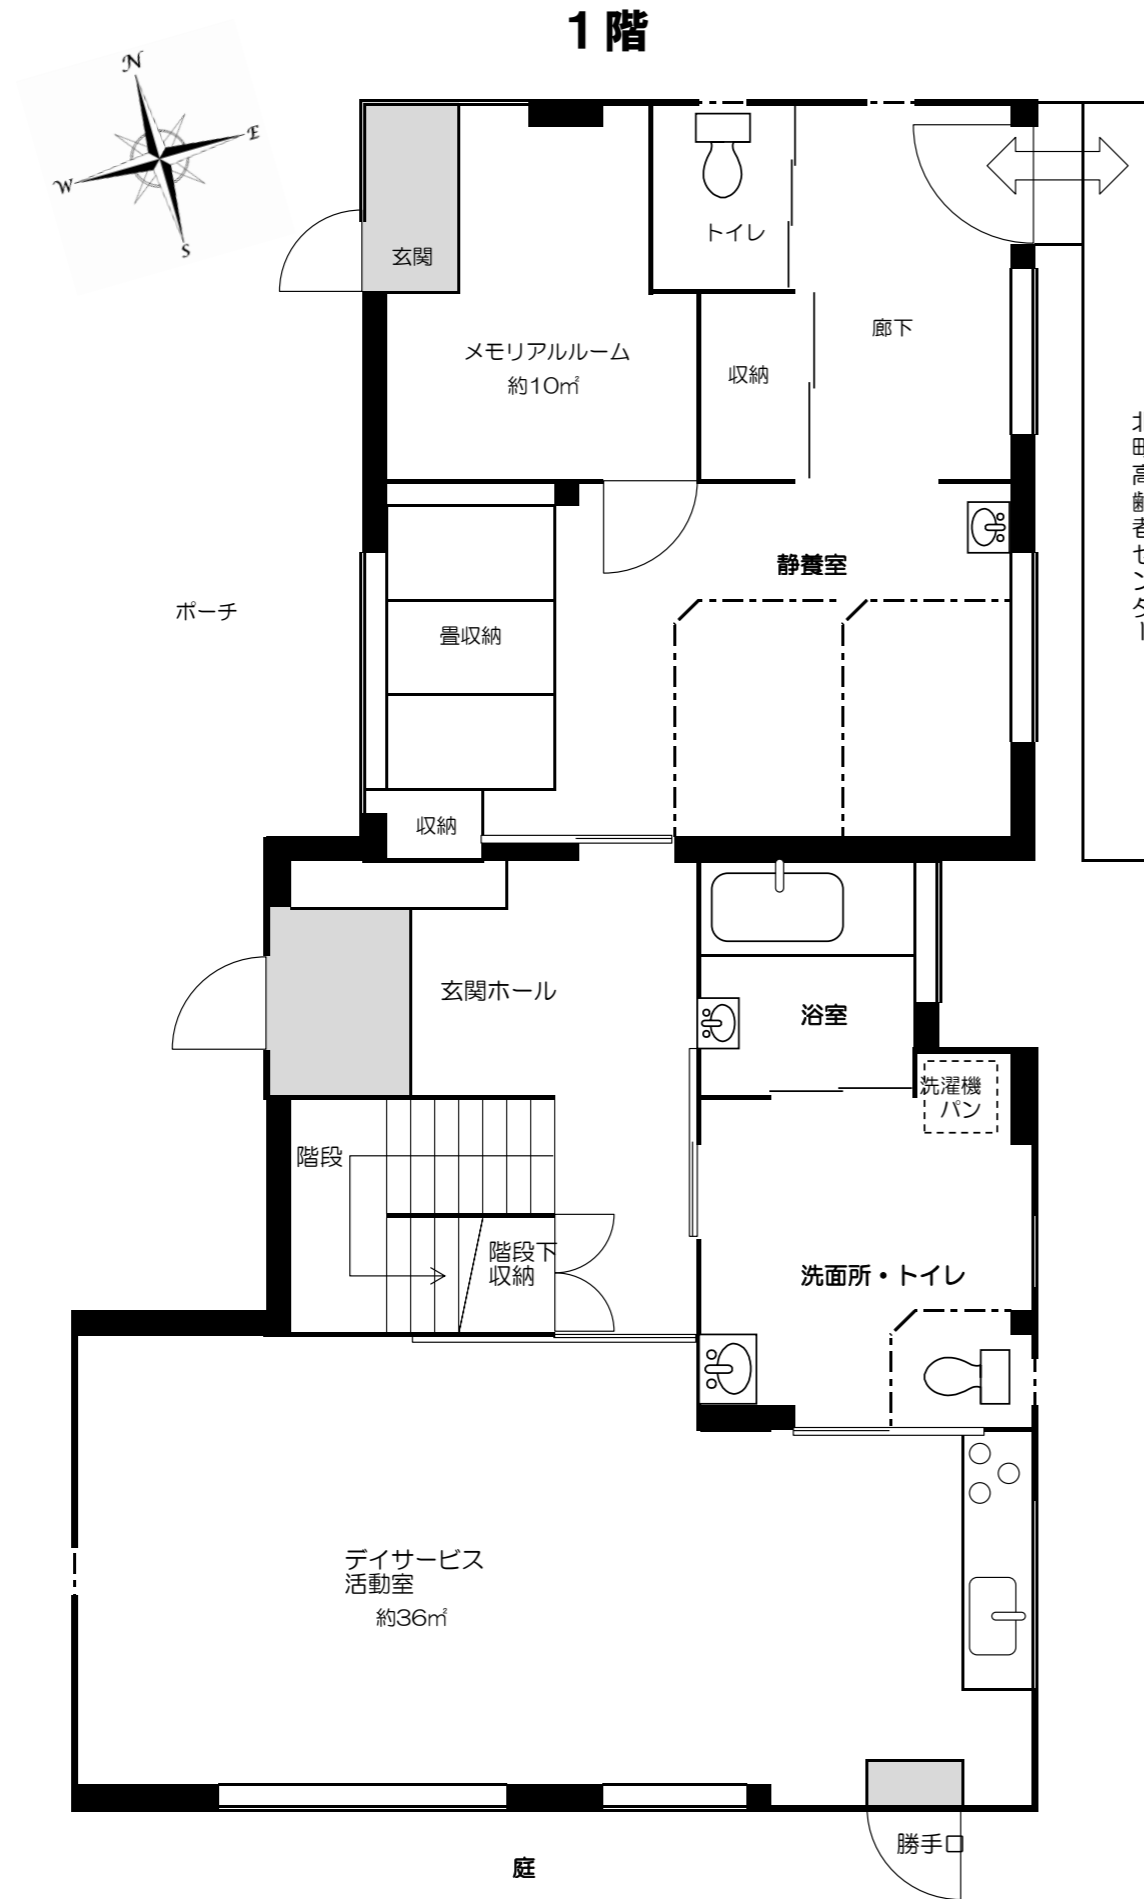 1階
N
E
W
S
玄関
トイレ
メモリアルルーム
約10㎡
収納
廊下
北町高齢者センター
静養室
ポーチ
畳収納
収納
玄関ホール
浴室
洗濯機
パン
階段
階段下
収納
洗面所・トイレ
デイサービス
活動室
約36㎡
勝手口
庭